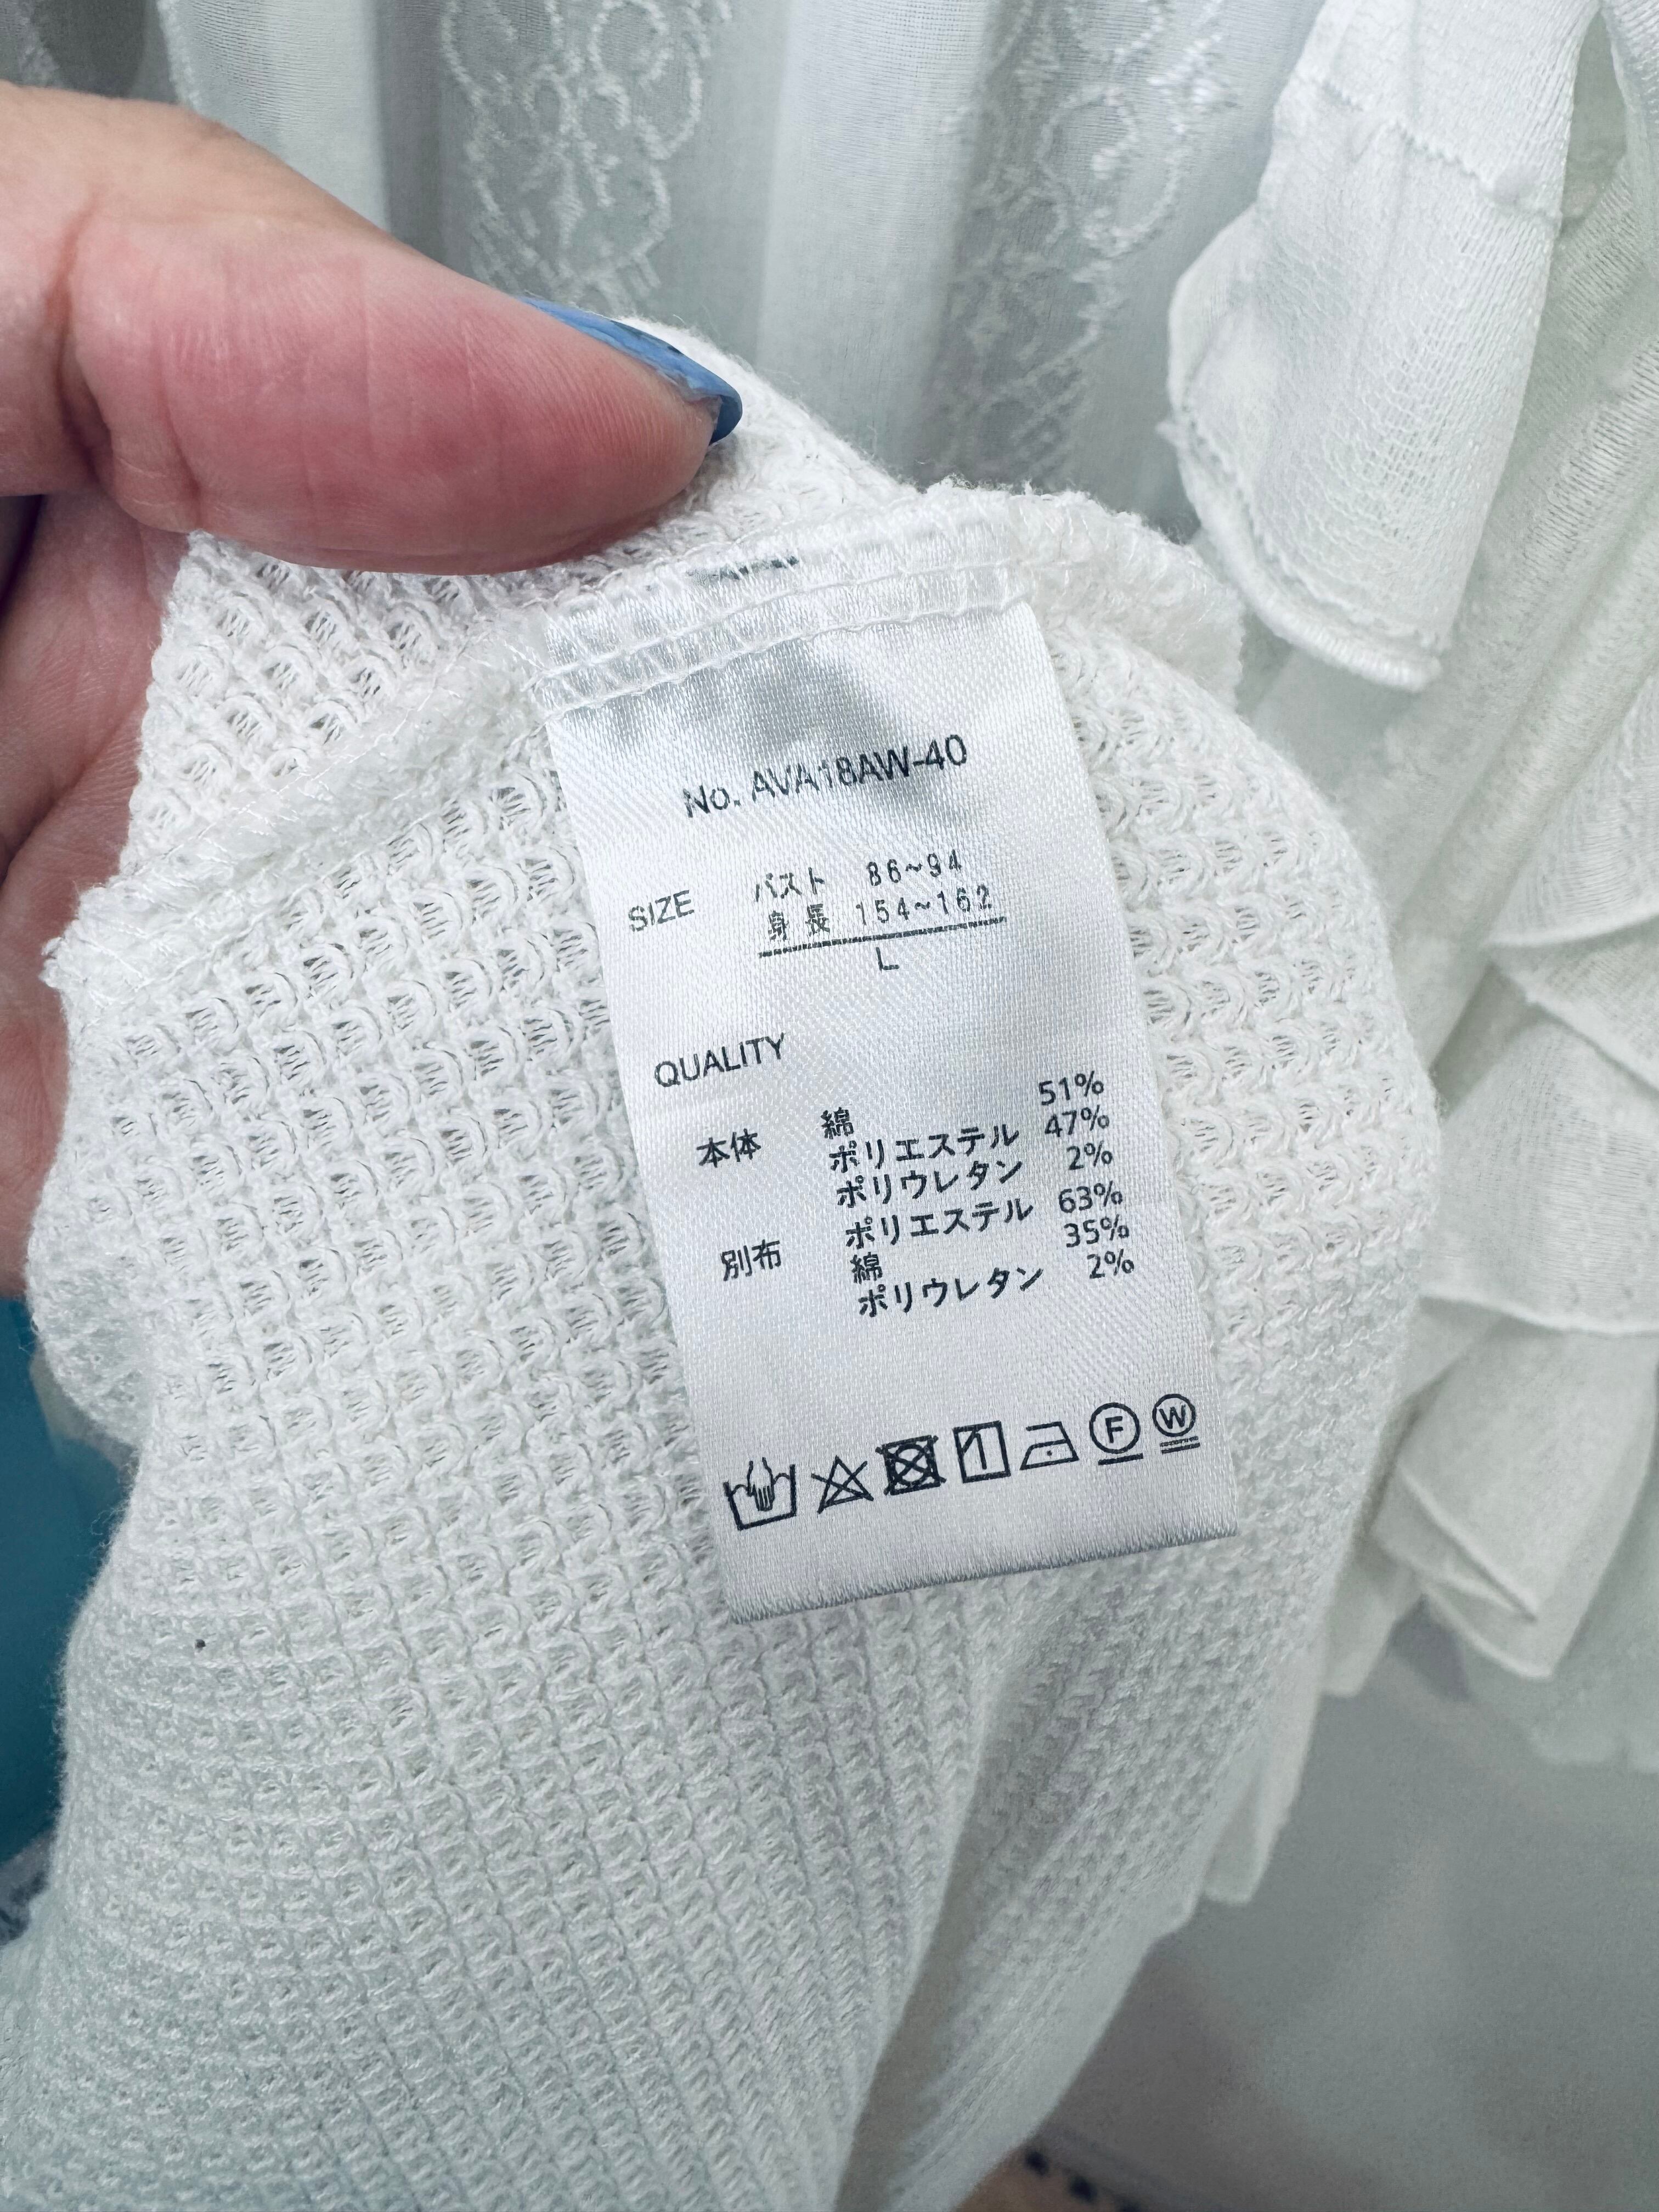 No. AVA18AW-40
SIZE バスト 86~94
身長 154~162
L
QUALITY
本体 綿 51%
ポリエステル 47%
ポリウレタン 2%
別布 ポリエステル 63%
綿 35%
ポリウレタン 2%
F W